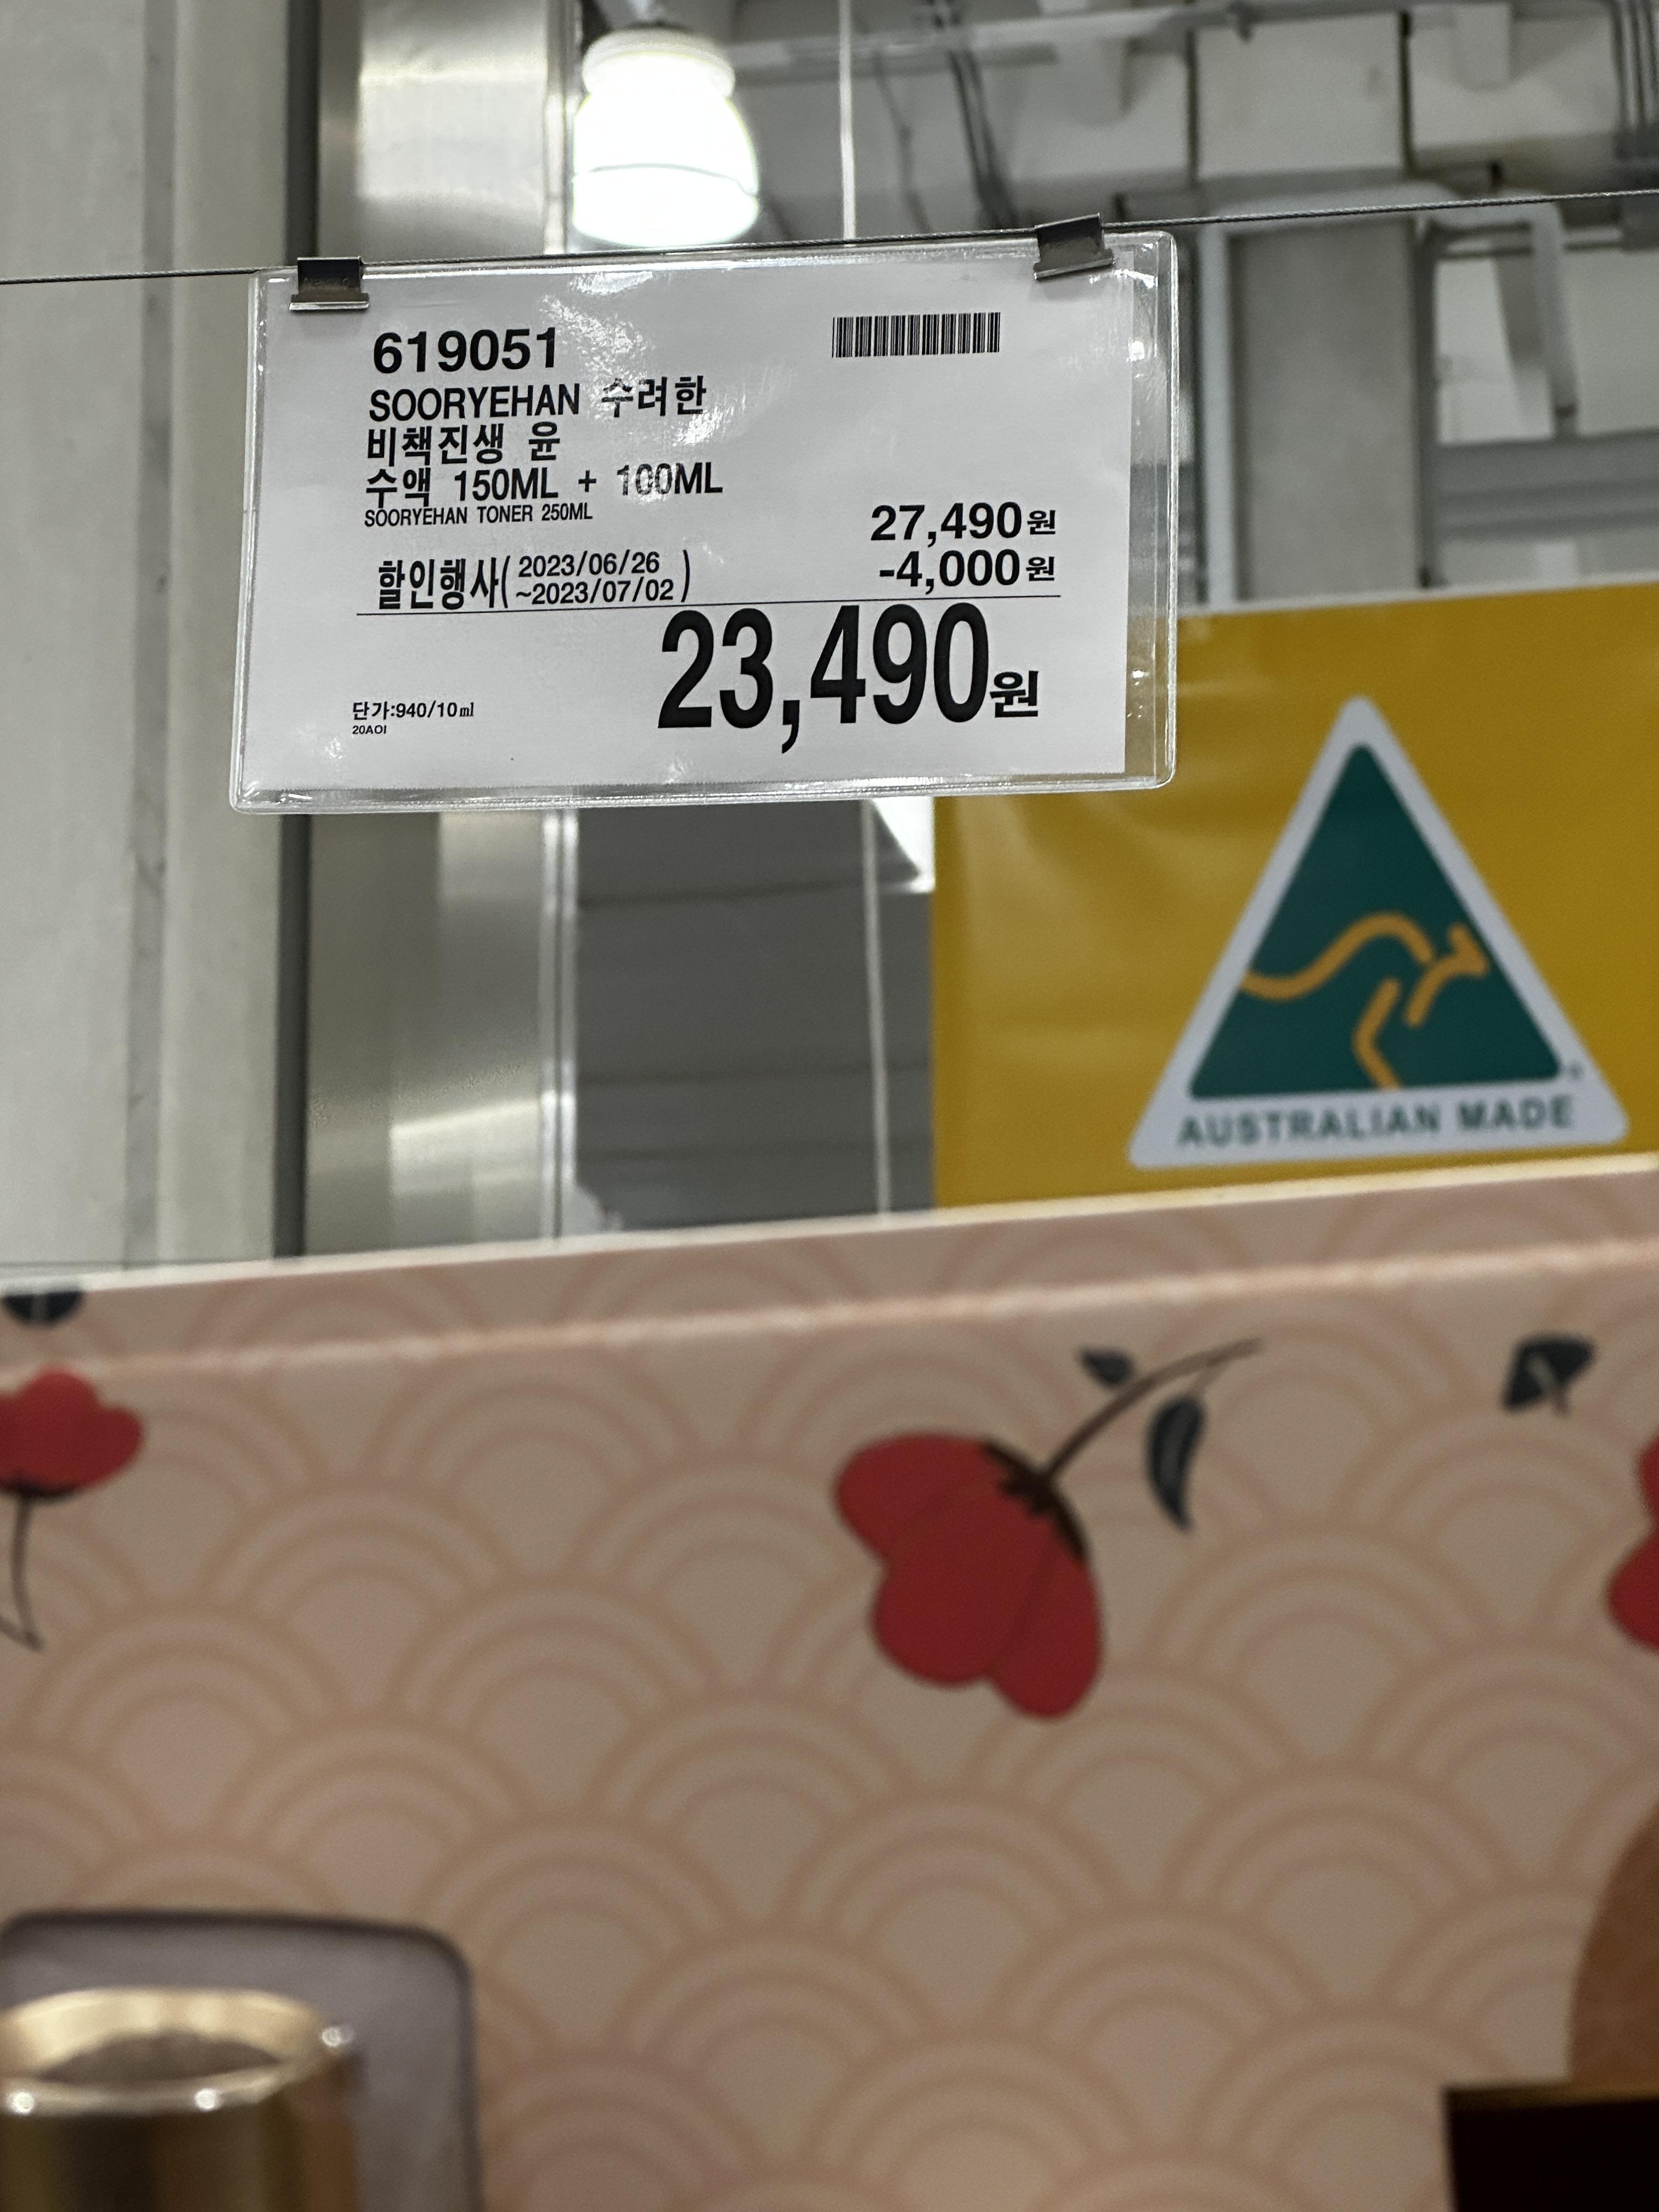 619051
SOORYEHAN 수려한
비책진생 윤
수액 150ML + 100ML
SOORYEHAN TONER 250ML
27,490원
할인행사( 2023/06/26 ~2023/07/02 ) -4,000원
23,490원
단가:940/10㎖
20AOI
AUSTRALIAN MADE